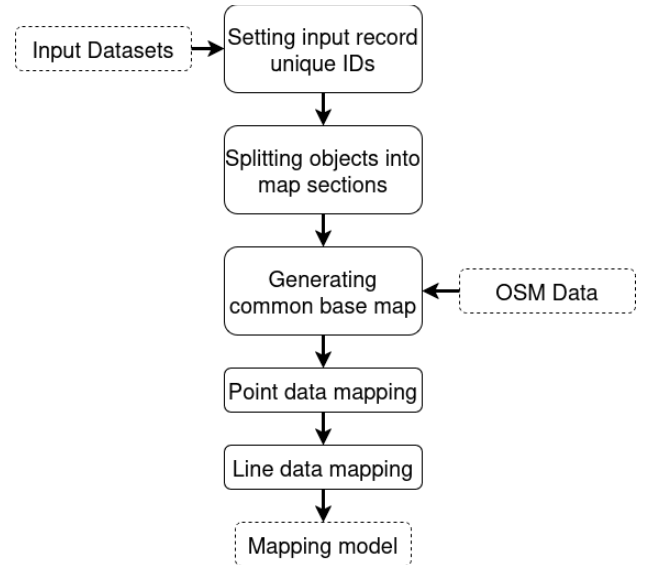 Input Datasets
Setting input record
unique IDs
Splitting objects into
map sections
Generating
common base map
OSM Data
Point data mapping
Line data mapping
Mapping model